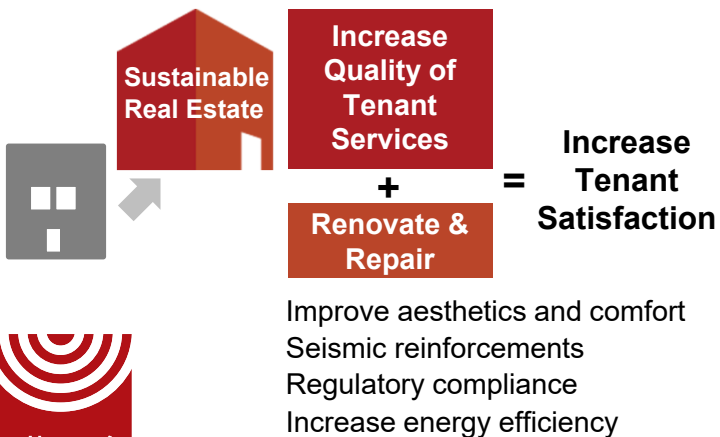 Sustainable
Real Estate
Increase
Quality of
Tenant
Services
+
Renovate &
Repair
=
Increase
Tenant
Satisfaction
Improve aesthetics and comfort
Seismic reinforcements
Regulatory compliance
Increase energy efficiency